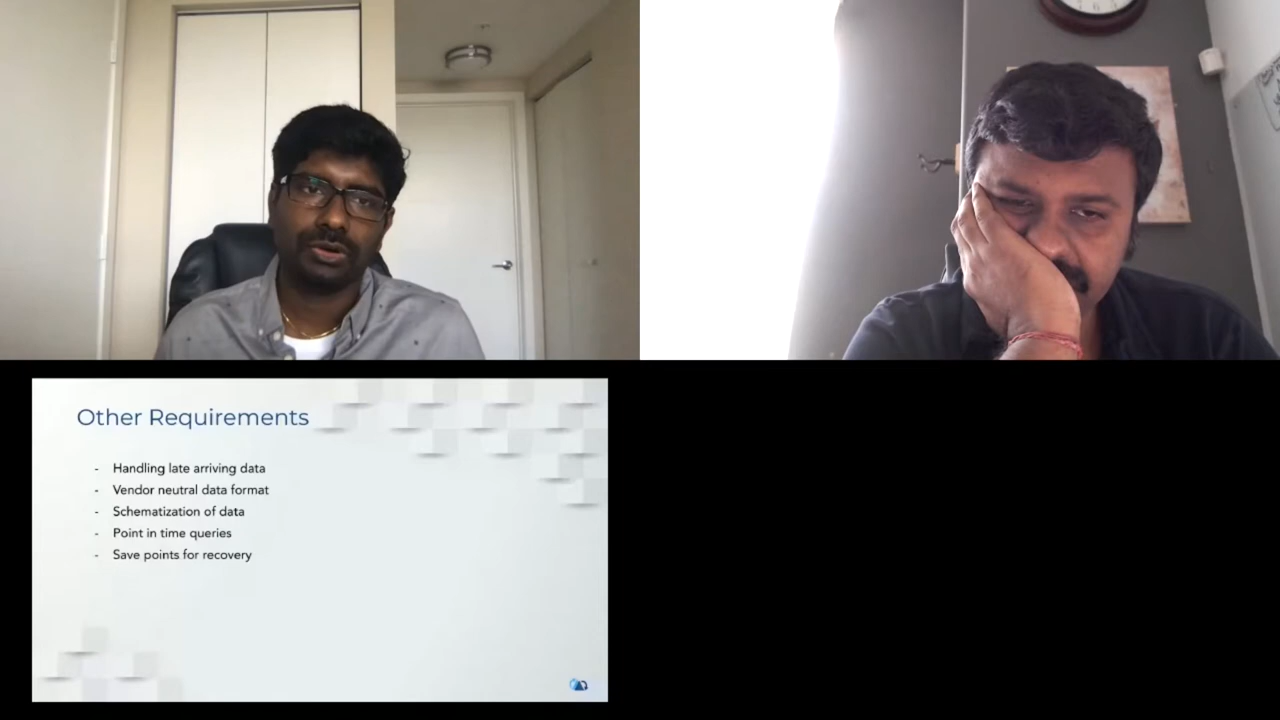 Other Requirements
- Handling late arriving data
- Vendor neutral data format
- Schematization of data
- Point in time queries
- Save points for recovery